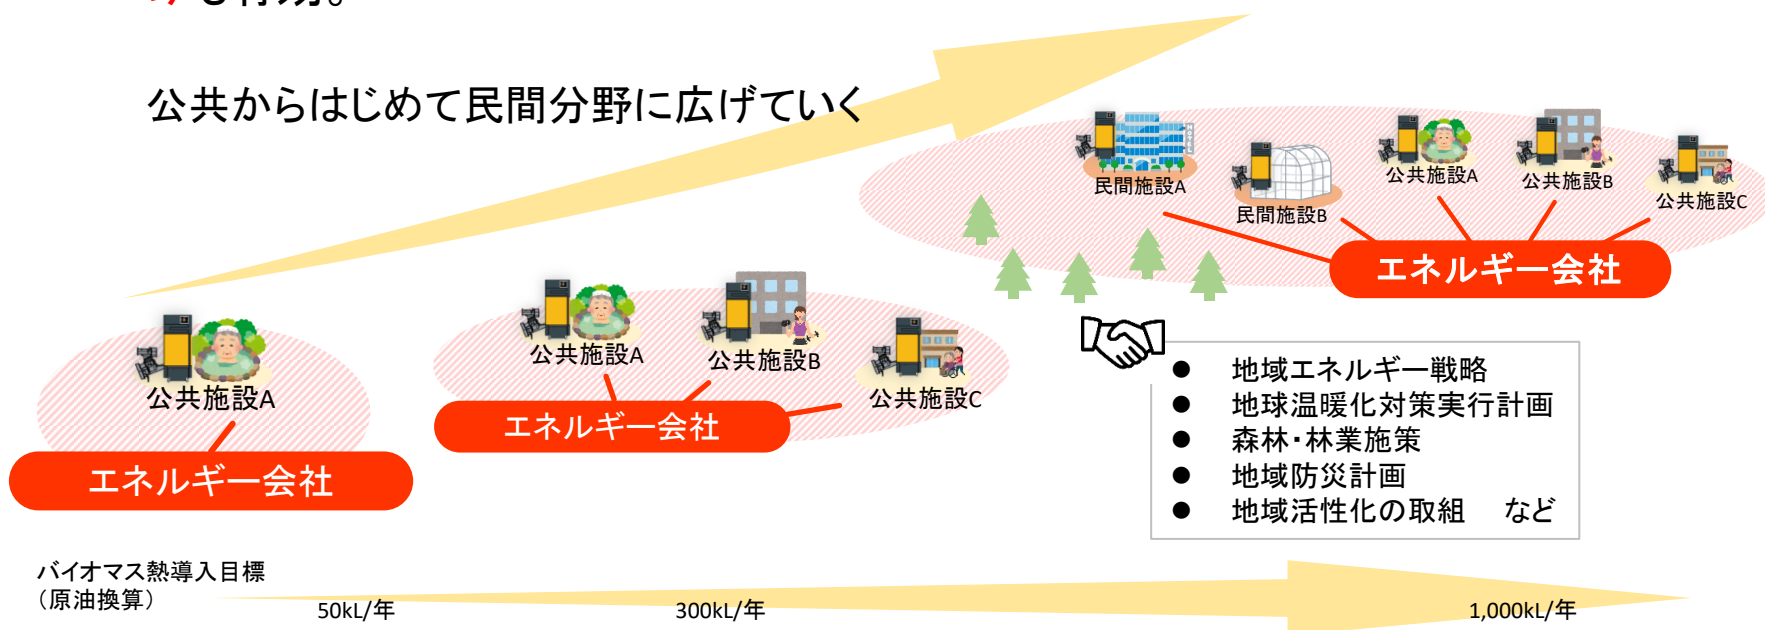 も有効。
公共からはじめて民間分野に広げていく
民間施設A
民間施設B
公共施設A
公共施設B
公共施設C
エネルギー会社
公共施設A
公共施設B
公共施設C
エネルギー会社
公共施設A
エネルギー会社
● 地域エネルギー戦略
● 地球温暖化対策実行計画
● 森林・林業施策
● 地域防災計画
● 地域活性化の取組 など
バイオマス熱導入目標
（原油換算）
50kL/年
300kL/年
1,000kL/年